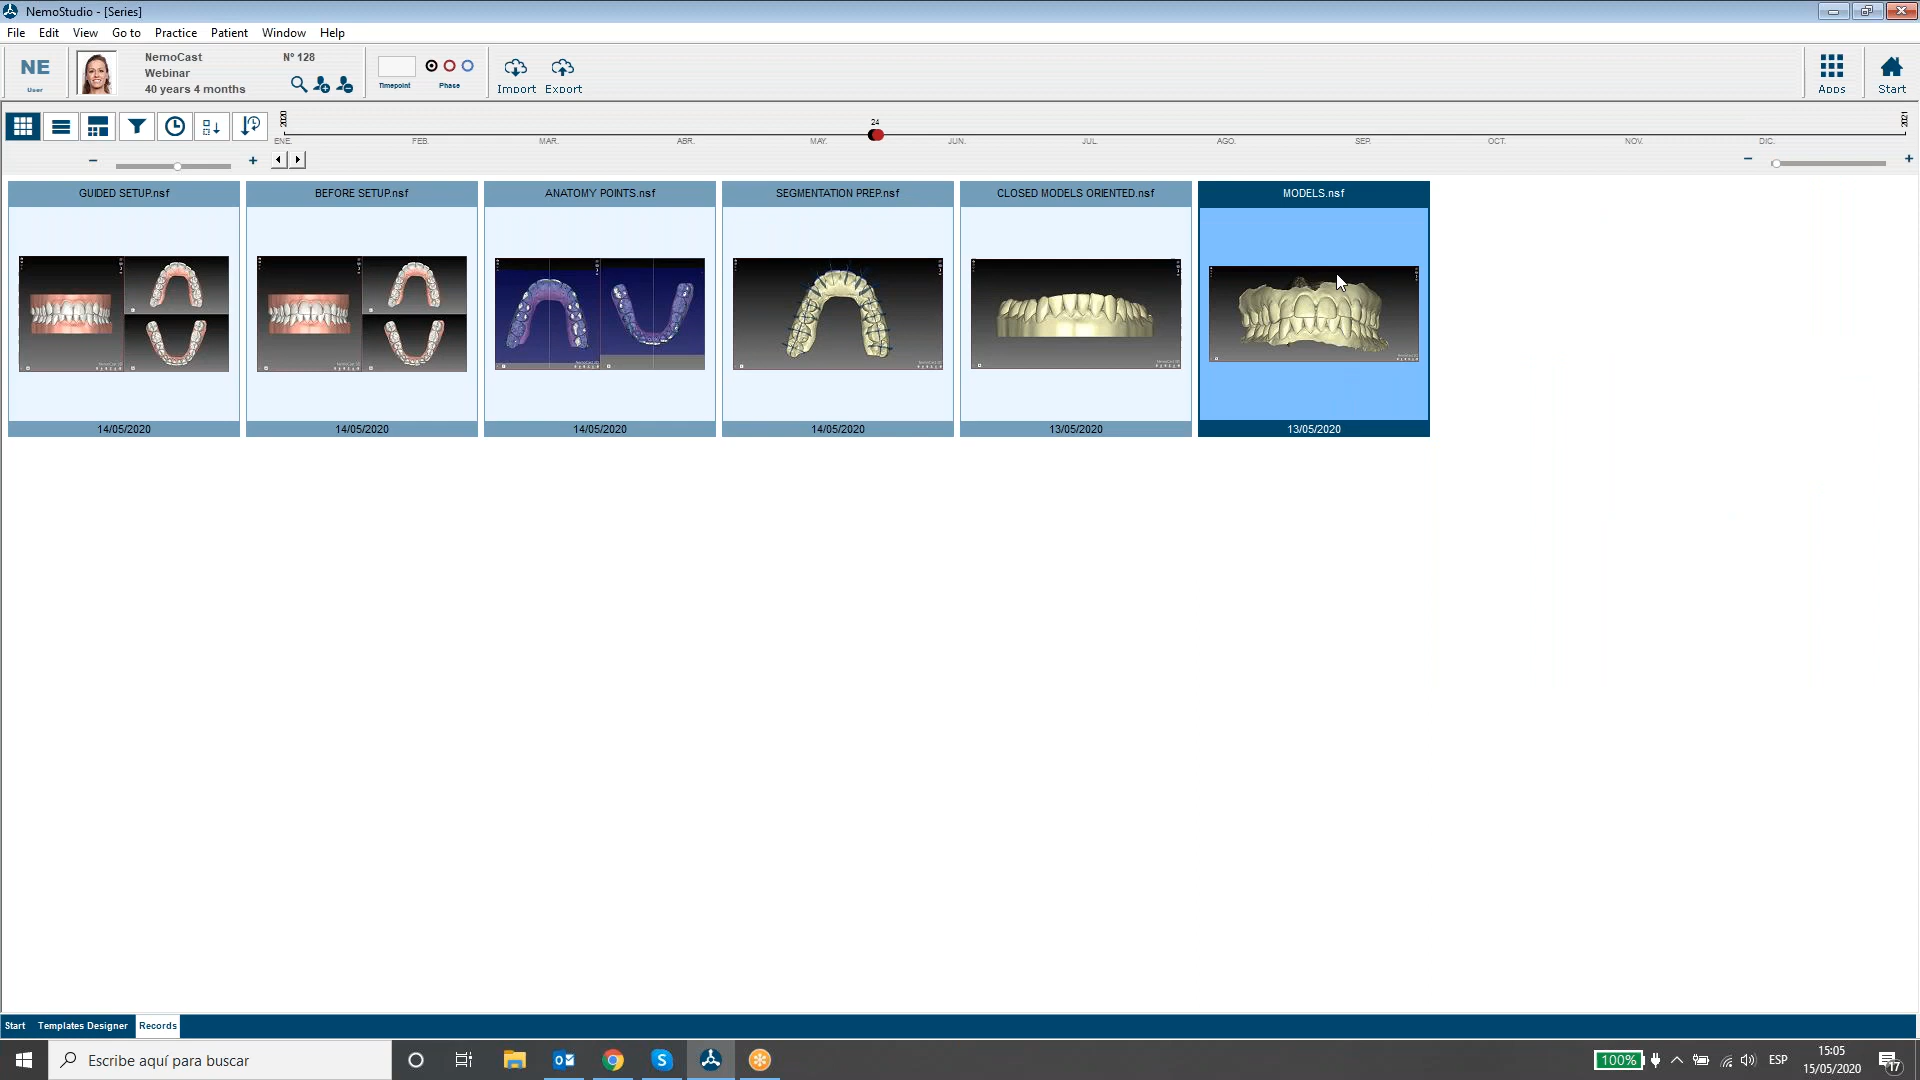 NemoStudio - [Series]
File Edit View Go to Practice Patient Window Help
NE
User
NemoCast
Webinar
40 years 4 months
Nº 128
Timepoint
Phase
Import
Export
Apps
Start
2020
24
2021
ENE.
FEB.
MAR.
ABR.
MAY.
JUN.
JUL.
AGO.
SEP.
OCT.
NOV.
DIC.
GUIDED SETUP.nsf
BEFORE SETUP.nsf
ANATOMY POINTS.nsf
SEGMENTATION PREP.nsf
CLOSED MODELS ORIENTED.nsf
MODELS.nsf
14/05/2020
14/05/2020
14/05/2020
14/05/2020
13/05/2020
13/05/2020
Start Templates Designer Records
Escribe aquí para buscar
100%
ESP
15:05
15/05/2020
17